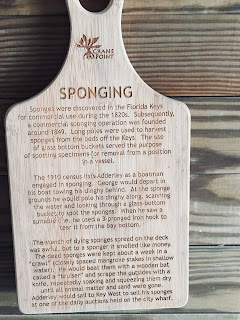 CRANE
POINT
SPONGING
Sponges were discovered in the Florida Keys
for commercial use during the 1820s. Subsequently,
a commercial sponging operation was founded
around 1849. Long poles were used to harvest
sponges from the beds off the Keys. The use
of glass bottom buckets served the purpose
of spotting specimens for removal from a position
in a vessel.
The 1910 census lists Adderley as a boatman
engaged in sponging. George would depart in
his boat towing his dinghy behind. At the sponge
grounds he would pole his dinghy along, scanning
the water and looking through a glass-bottom
bucket to spot the sponges. When he saw a
suitable one, he uses a 3-pronged iron hook to
tear it from the bay bottom.
The stench of dying sponges spread on the deck
was awful, but to a sponger it smelled like money.
The dead sponges were kept about a week in a
"crawl" (closely spaced mangrove stakes in shallow
water). He would beat them with a wooden bat
called a "bruiser" and scrape the outsides with a
knife, repeatedly soaking and squeezing them dry
until all animal matter and sand were gone.
Adderley would sail to Key West to sell his sponges
at one of the daily auctions held on the city wharf.